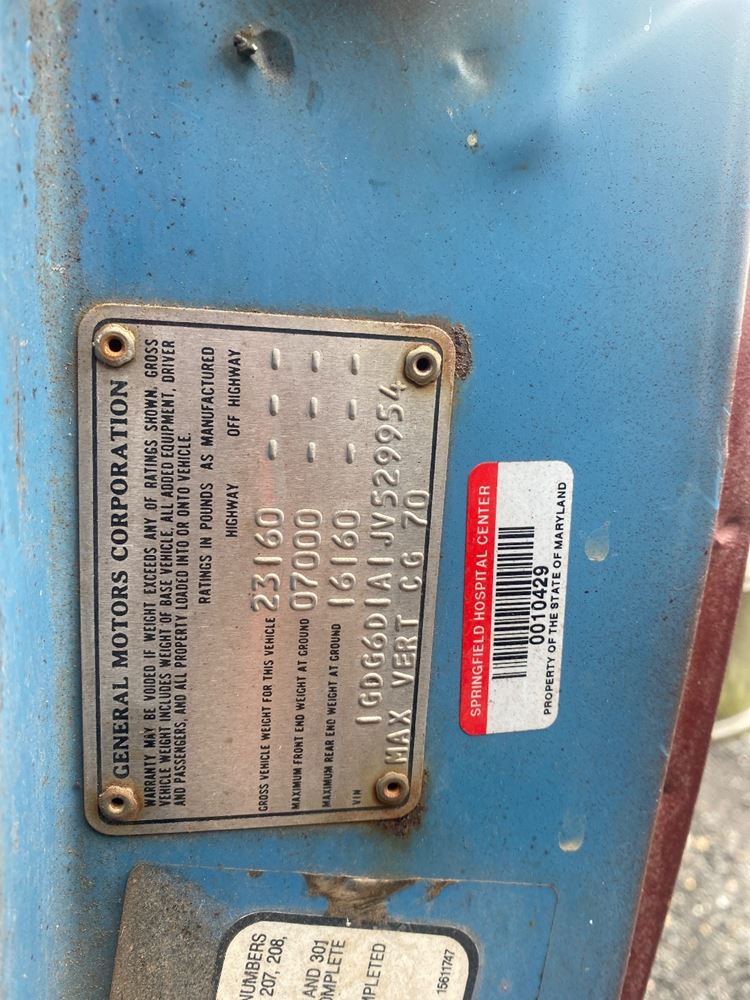 GENERAL MOTORS CORPORATION
WARRANTY MAY BE VOIDED IF WEIGHT EXCEEDS ANY OF RATINGS SHOWN. GROSS
VEHICLE WEIGHT INCLUDES WEIGHT OF BASE VEHICLE, ALL ADDED EQUIPMENT, DRIVER
AND PASSENGERS, AND ALL PROPERTY LOADED INTO OR ONTO VEHICLE.
RATINGS IN POUNDS AS MANUFACTURED
HIGHWAY OFF HIGHWAY
GROSS VEHICLE WEIGHT FOR THIS VEHICLE 23160 - - -
MAXIMUM FRONT END WEIGHT AT GROUND 07000 - - -
MAXIMUM REAR END WEIGHT AT GROUND 16160 - - -
VIN 1GDG6D1A1JV529954
MAX VERT CG 70
SPRINGFIELD HOSPITAL CENTER
0010429
PROPERTY OF THE STATE OF MARYLAND
NUMBERS
207, 208,
AND 301
OMPLETE
MPLETED
15611747